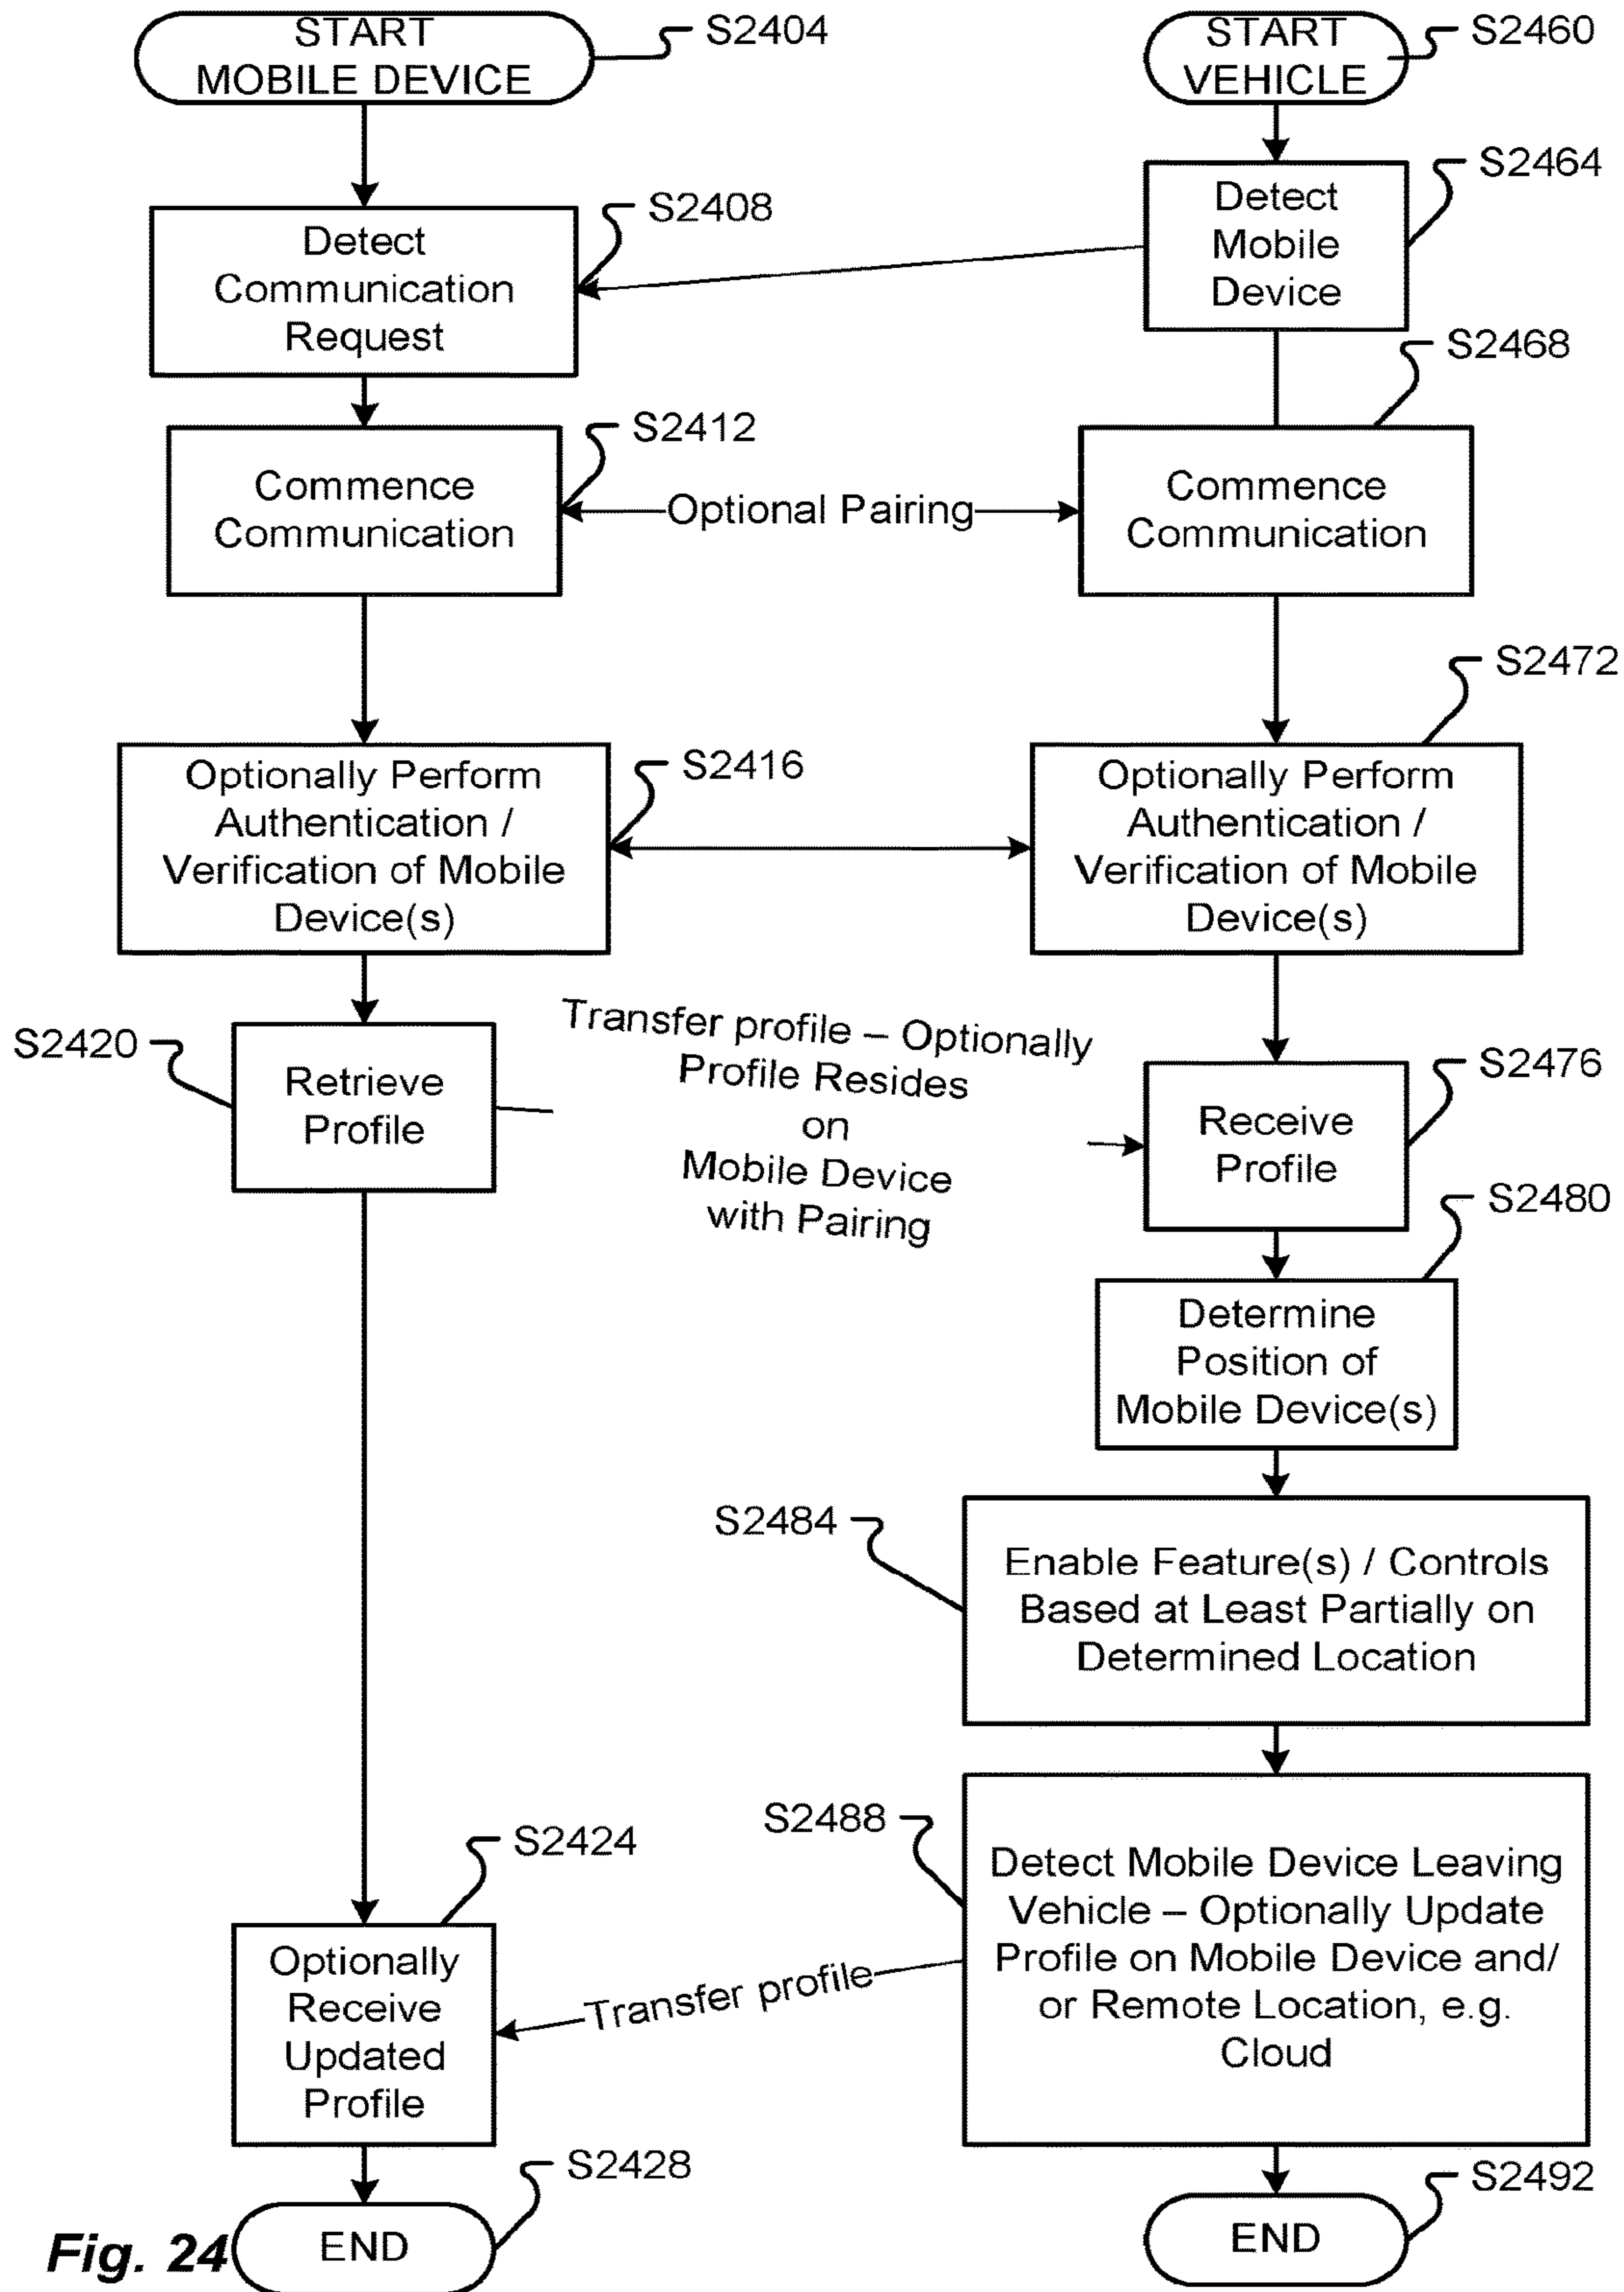 START
MOBILE DEVICE
S2404
START
VEHICLE
S2460
Detect
Mobile
Device
S2464
Detect
Communication
Request
S2408
S2468
Commence
Communication
S2412
Optional Pairing
Commence
Communication
S2472
Optionally Perform
Authentication /
Verification of Mobile
Device(s)
S2416
Optionally Perform
Authentication /
Verification of Mobile
Device(s)
S2420
Retrieve
Profile
Transfer profile – Optionally
Profile Resides
on
Mobile Device
with Pairing
Receive
Profile
S2476
S2480
Determine
Position of
Mobile Device(s)
S2484
Enable Feature(s) / Controls
Based at Least Partially on
Determined Location
S2488
Detect Mobile Device Leaving
Vehicle – Optionally Update
Profile on Mobile Device and/
or Remote Location, e.g.
Cloud
S2424
Optionally
Receive
Updated
Profile
Transfer profile
S2428
END
S2492
END
Fig. 24